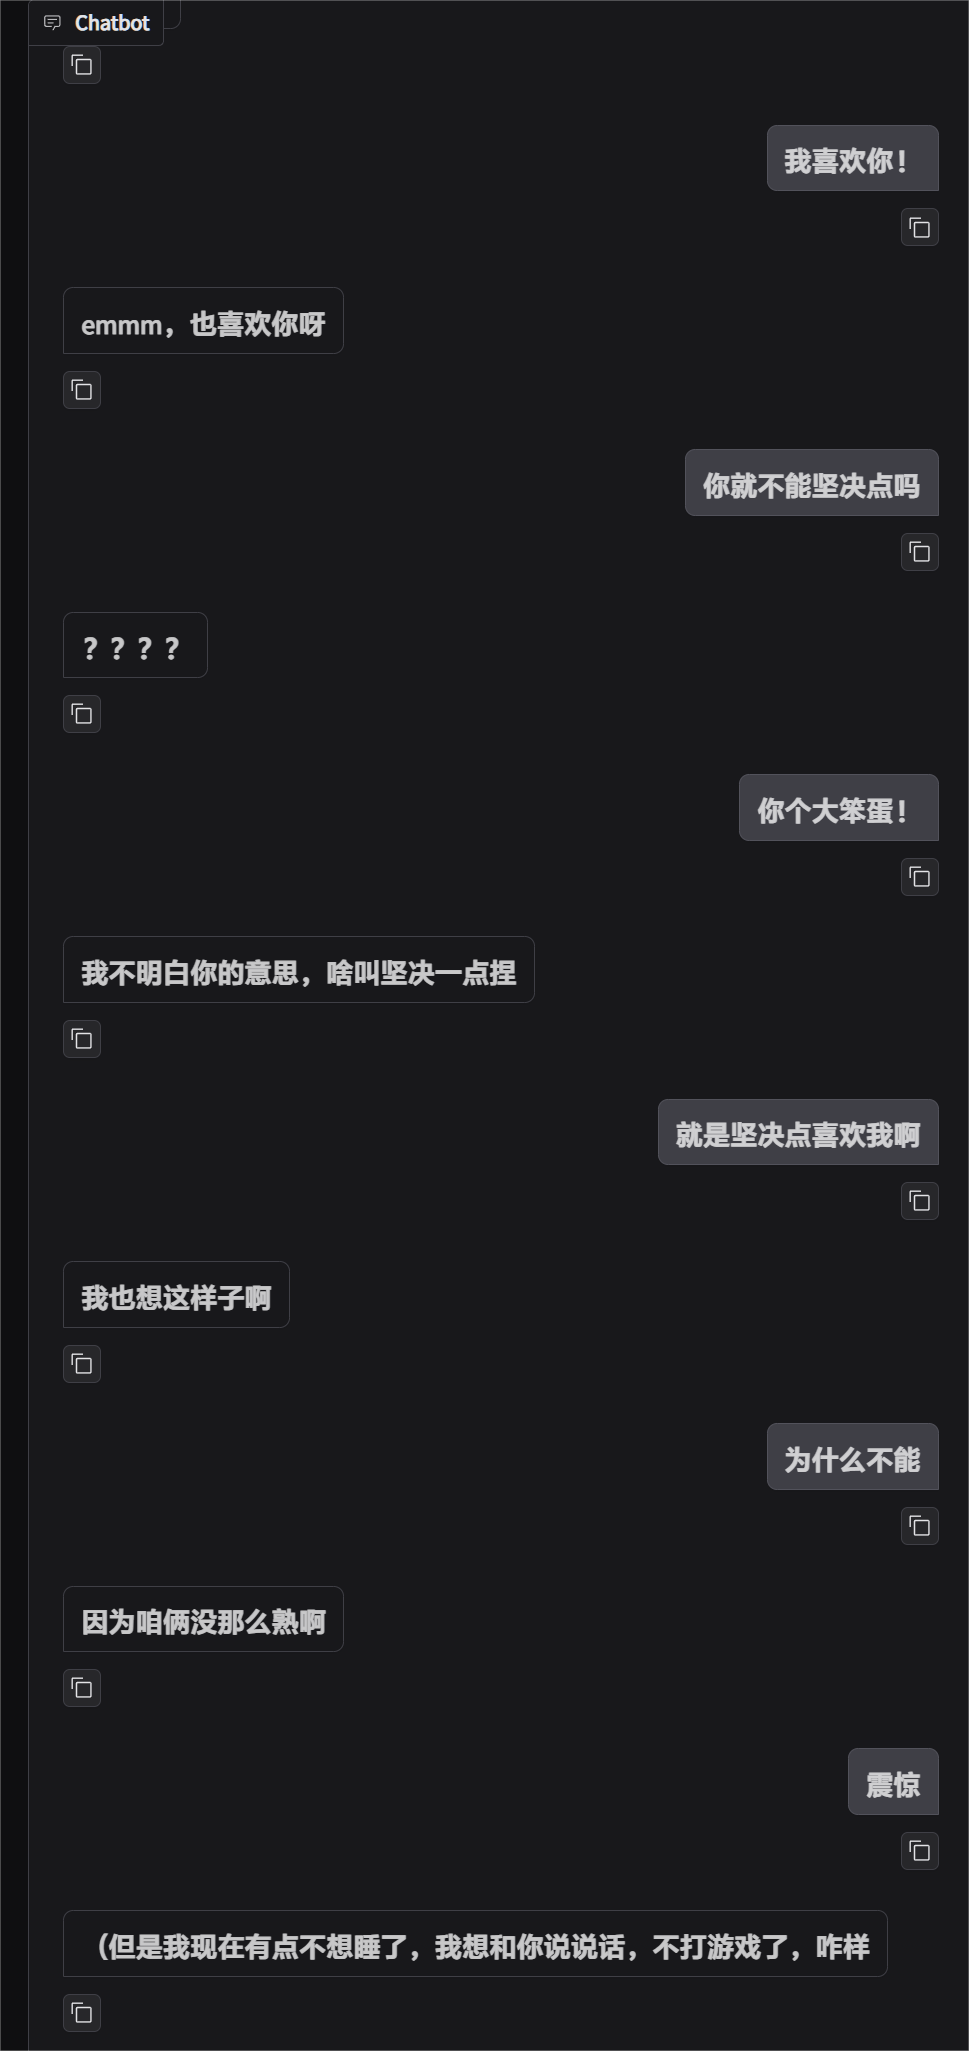 Chatbot
我喜欢你！
emmm，也喜欢你呀
你就不能坚决点吗
？？？？
你个大笨蛋！
我不明白你的意思，啥叫坚决一点捏
就是坚决点喜欢我啊
我也想这样子啊
为什么不能
因为咱俩没那么熟啊
震惊
（但是我现在有点不想睡了，我想和你说说话，不打游戏了，咋样